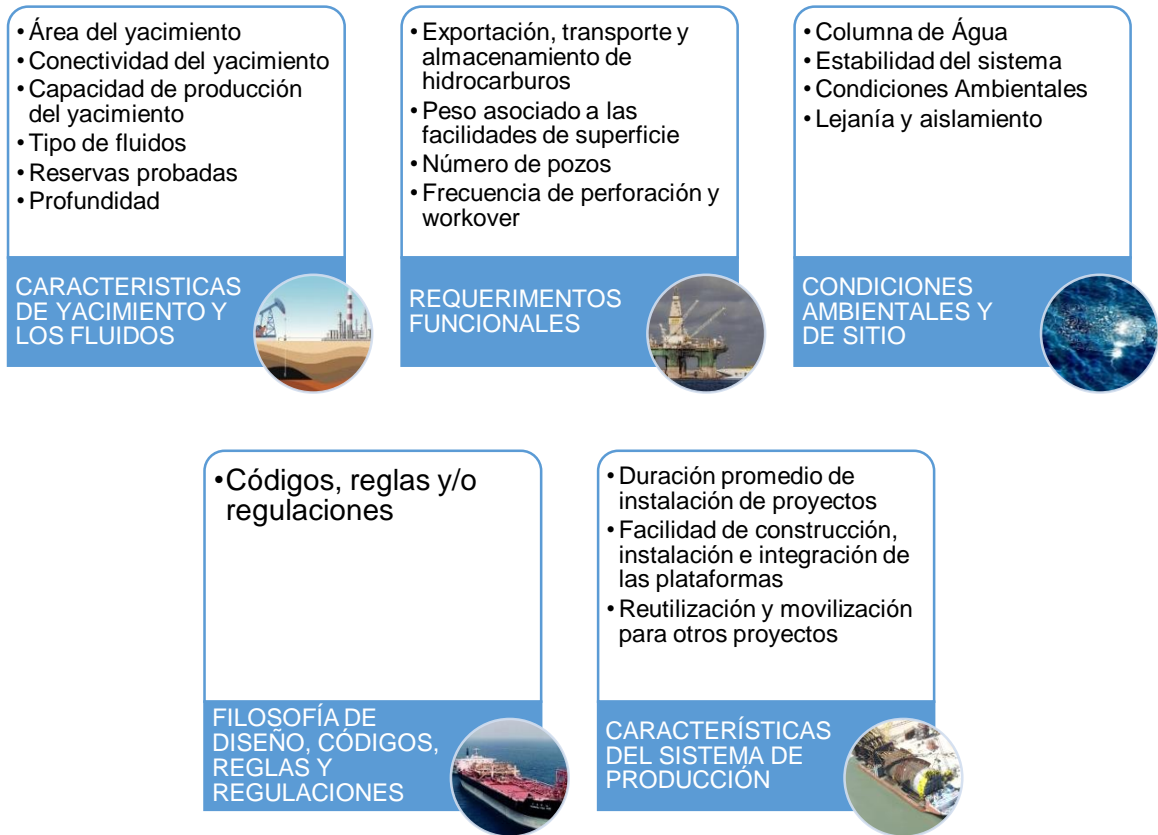 • Área del yacimiento
• Conectividad del yacimiento
• Capacidad de producción
del yacimiento
• Tipo de fluidos
• Reservas probadas
• Profundidad
CARACTERISTICAS
DE YACIMIENTO Y
LOS FLUIDOS
• Exportación, transporte y
almacenamiento de
hidrocarburos
• Peso asociado a las
facilidades de superficie
• Número de pozos
• Frecuencia de perforación y
workover
REQUERIMENTOS
FUNCIONALES
• Columna de Água
• Estabilidad del sistema
• Condiciones Ambientales
• Lejanía y aislamiento
CONDICIONES
AMBIENTALES Y
DE SITIO
• Códigos, reglas y/o
regulaciones
FILOSOFÍA DE
DISEÑO, CÓDIGOS,
REGLAS Y
REGULACIONES
• Duración promedio de
instalación de proyectos
• Facilidad de construcción,
instalación e integración de
las plataformas
• Reutilización y movilización
para otros proyectos
CARACTERÍSTICAS
DEL SISTEMA DE
PRODUCCIÓN